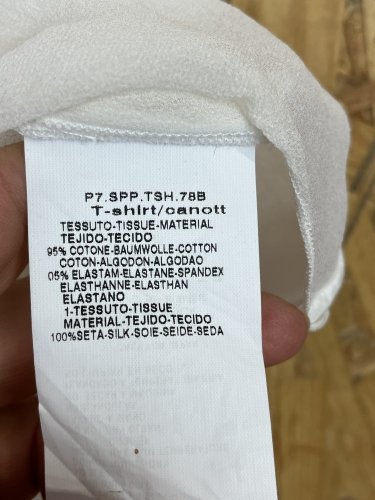 P7.SPP.TSH.78B
T-shirt/canott
TESSUTO-TISSUE-MATERIAL
TEJIDO-TECIDO
95% COTONE-BAUMWOLLE-COTTON
COTON-ALGODON-ALGODAO
05% ELASTAM-ELASTANE-SPANDEX
ELASTHANNE-ELASTHAN
ELASTANO
1-TESSUTO-TISSUE
MATERIAL-TEJIDO-TECIDO
100%SETA-SILK-SOIE-SEIDE-SEDA